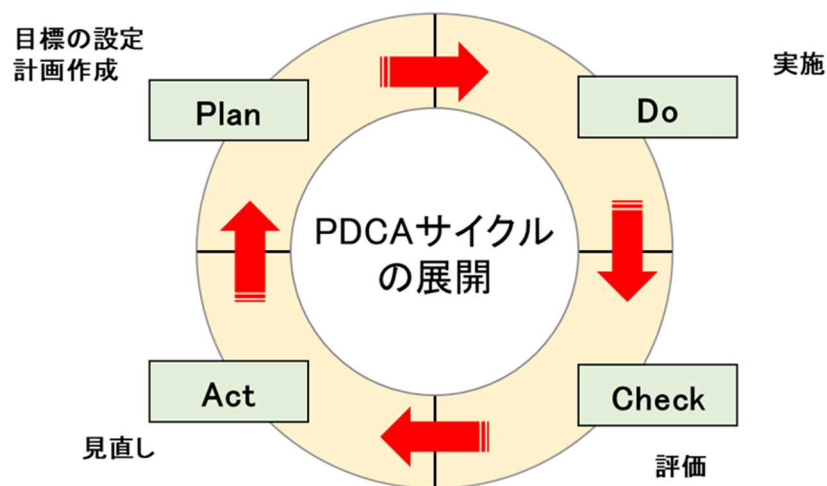 目標の設定
計画作成
Plan
実施
Do
PDCAサイクル
の展開
Act
見直し
Check
評価